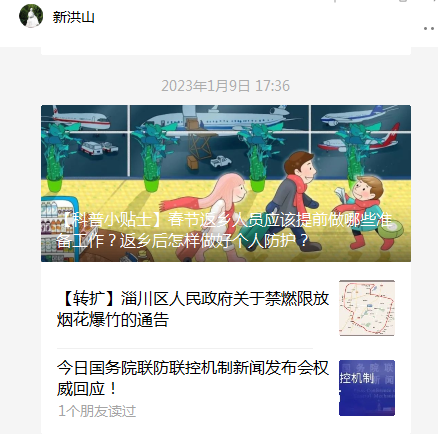 新洪山
2023年1月9日 17:36
【科普小贴士】春节返乡人员应该提前做哪些准
备工作？返乡后怎样做好个人防护？
【转扩】淄川区人民政府关于禁燃限放
烟花爆竹的通告
今日国务院联防联控机制新闻发布会权
威回应！
控机制
1个朋友读过